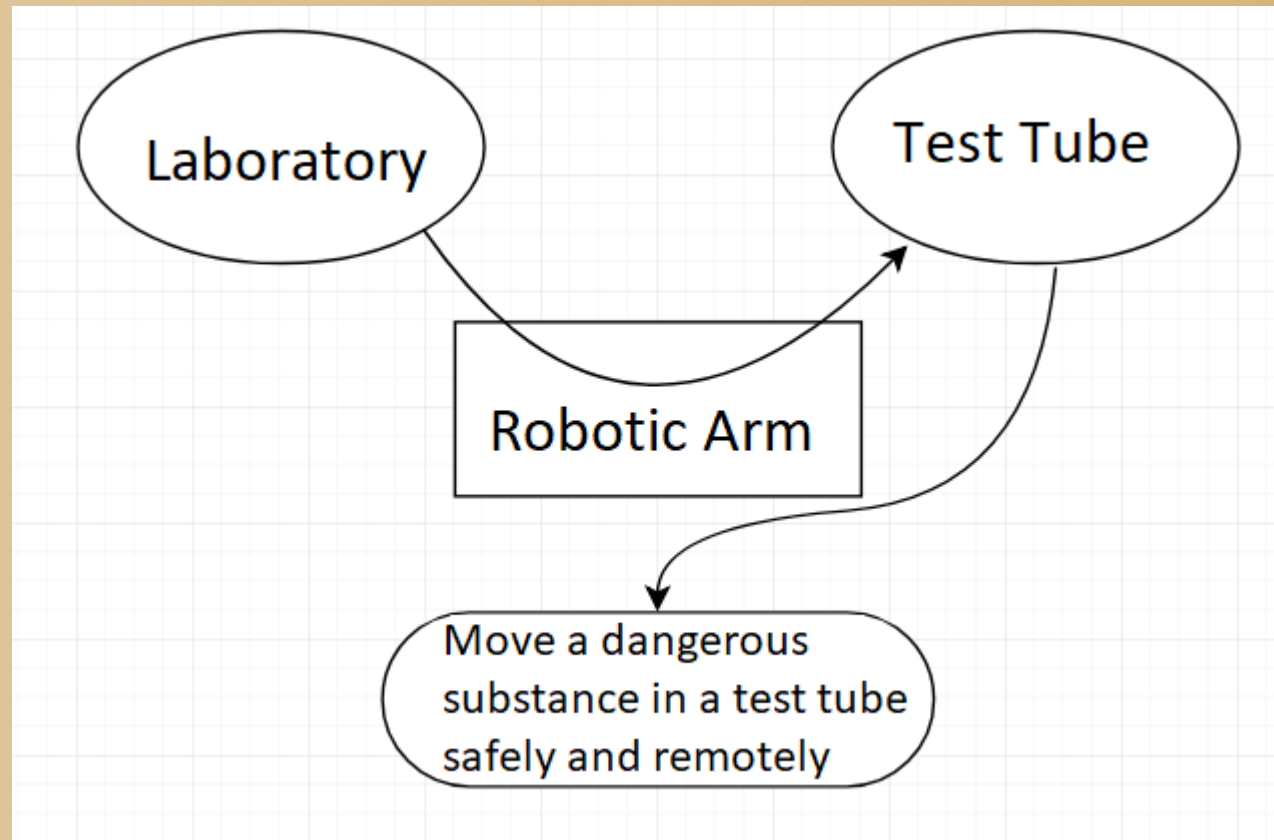 Laboratory
Test Tube
Robotic Arm
Move a dangerous
substance in a test tube
safely and remotely